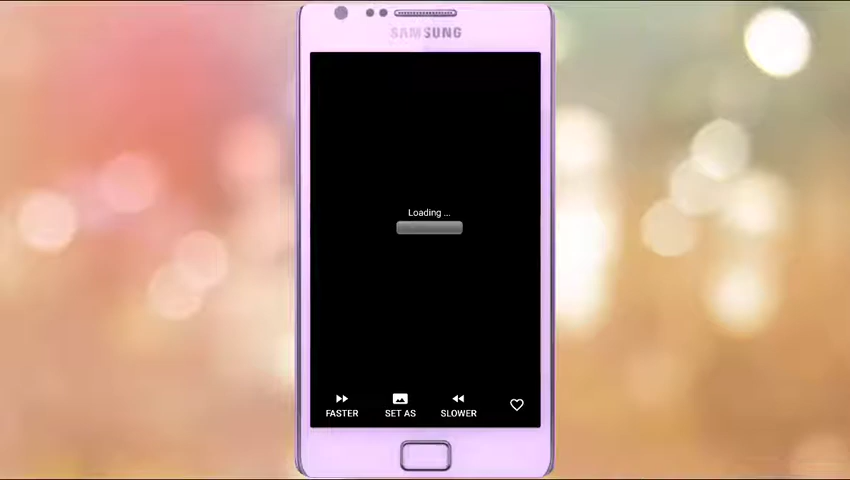 SAMSUNG
Loading ...
FASTER
SET AS
SLOWER